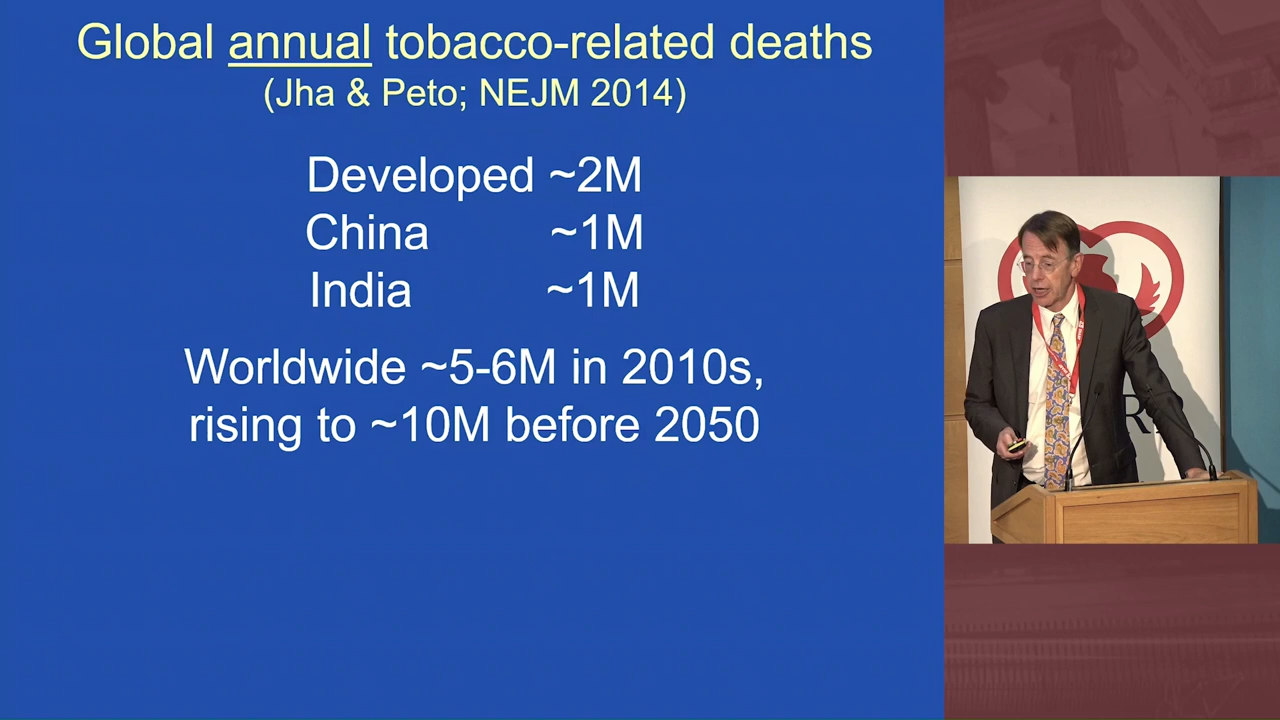 Global annual tobacco-related deaths
(Jha & Peto; NEJM 2014)
Developed ~2M
China ~1M
India ~1M
Worldwide ~5-6M in 2010s,
rising to ~10M before 2050